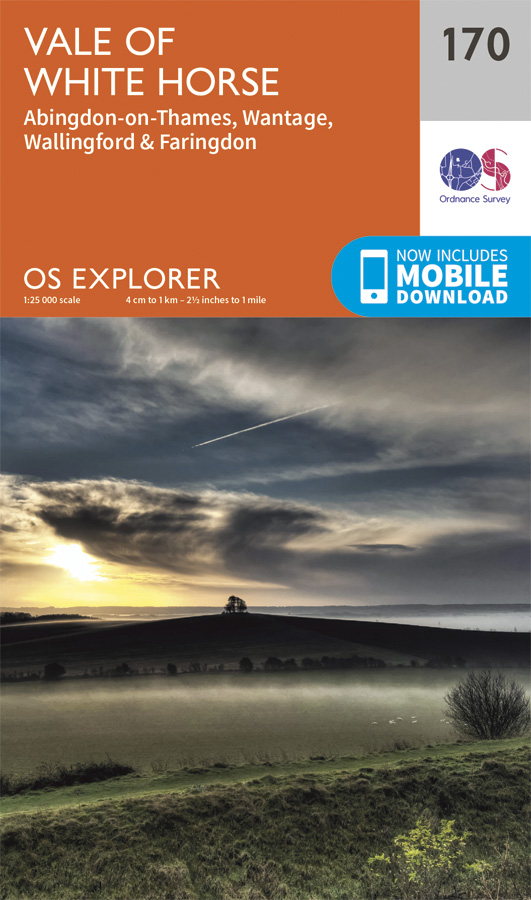 VALE OF
WHITE HORSE
Abingdon-on-Thames, Wantage,
Wallingford & Faringdon
170
Ordnance Survey
OS EXPLORER
1:25 000 scale 4 cm to 1 km – 2½ inches to 1 mile
NOW INCLUDES
MOBILE
DOWNLOAD